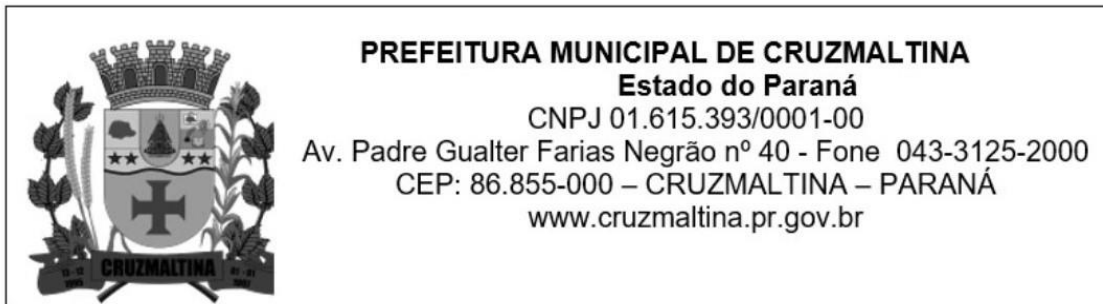 PREFEITURA MUNICIPAL DE CRUZMALTINA
Estado do Paraná
CNPJ 01.615.393/0001-00
Av. Padre Gualter Farias Negrão nº 40 - Fone 043-3125-2000
CEP: 86.855-000 – CRUZMALTINA – PARANÁ
www.cruzmaltina.pr.gov.br
CRUZMALTINA